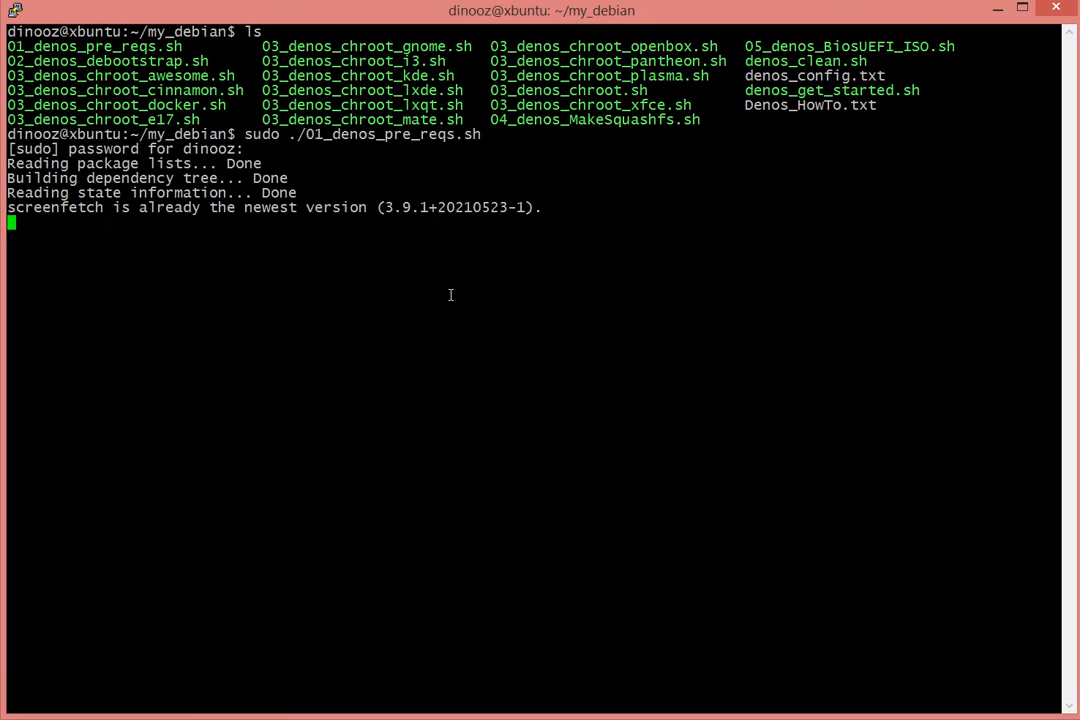 dinooz@xbuntu: ~/my_debian
dinooz@xbuntu:~/my_debian$ ls
01_denos_pre_reqs.sh 03_denos_chroot_gnome.sh 03_denos_chroot_openbox.sh 05_denos_BiosUEFI_ISO.sh
02_denos_debootstrap.sh 03_denos_chroot_i3.sh 03_denos_chroot_pantheon.sh denos_clean.sh
03_denos_chroot_awesome.sh 03_denos_chroot_kde.sh 03_denos_chroot_plasma.sh denos_config.txt
03_denos_chroot_cinnamon.sh 03_denos_chroot_lxde.sh 03_denos_chroot.sh denos_get_started.sh
03_denos_chroot_docker.sh 03_denos_chroot_lxqt.sh 03_denos_chroot_xfce.sh Denos_HowTo.txt
03_denos_chroot_e17.sh 03_denos_chroot_mate.sh 04_denos_MakeSquashfs.sh
dinooz@xbuntu:~/my_debian$ sudo ./01_denos_pre_reqs.sh
[sudo] password for dinooz:
Reading package lists... Done
Building dependency tree... Done
Reading state information... Done
screenfetch is already the newest version (3.9.1+20210523-1).